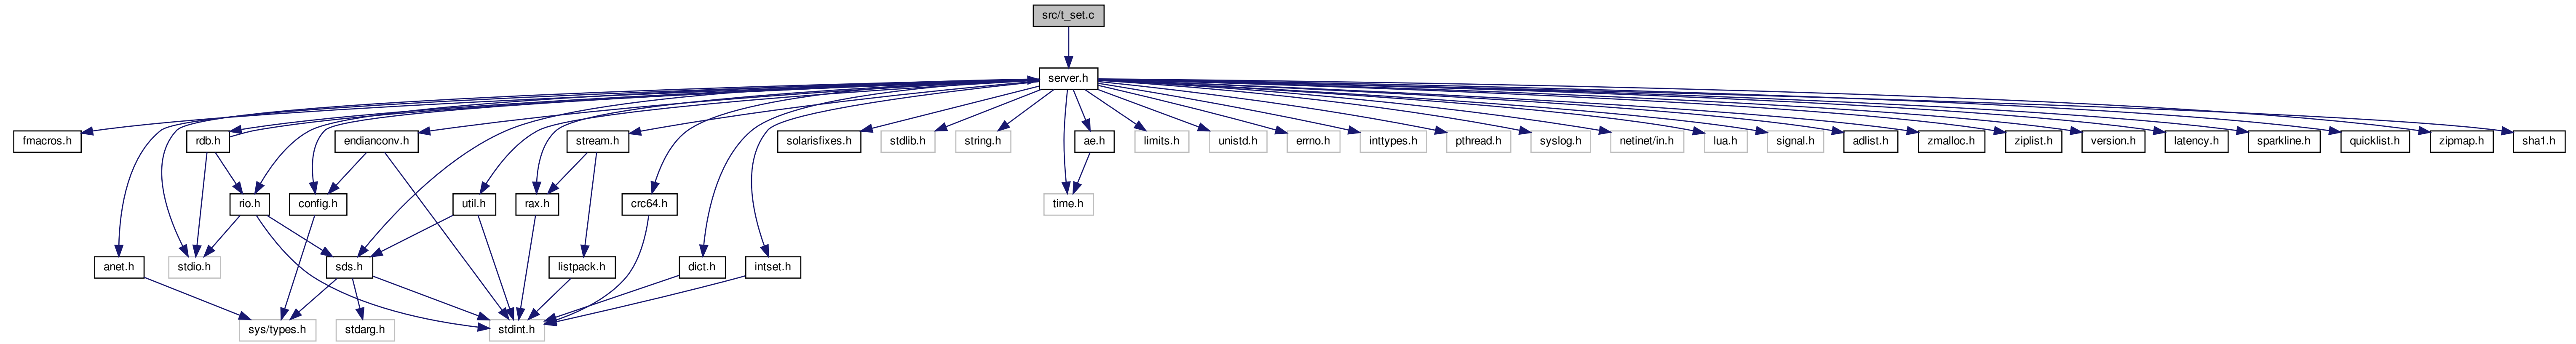 src/t_set.c
server.h
fmacros.h
rdb.h
endianconv.h
stream.h
solarisfixes.h
stdlib.h
string.h
ae.h
limits.h
unistd.h
errno.h
inttypes.h
pthread.h
syslog.h
netinet/in.h
lua.h
signal.h
adlist.h
zmalloc.h
ziplist.h
version.h
latency.h
sparkline.h
quicklist.h
zipmap.h
sha1.h
rio.h
config.h
util.h
rax.h
crc64.h
time.h
anet.h
stdio.h
sds.h
listpack.h
dict.h
intset.h
sys/types.h
stdarg.h
stdint.h